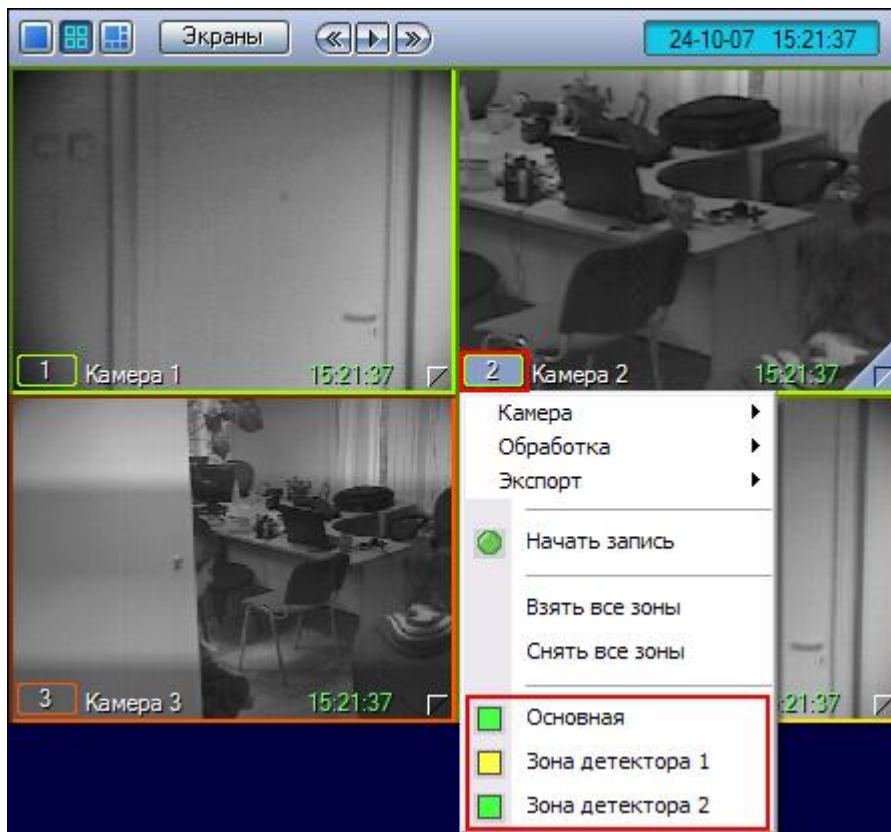 Экраны
24-10-07 15:21:37
1 Камера 1 15:21:37
2 Камера 2 15:21:37
Камера
Обработка
Экспорт
Начать запись
Взять все зоны
Снять все зоны
Основная
Зона детектора 1
Зона детектора 2
3 Камера 3 15:21:37
:21:37